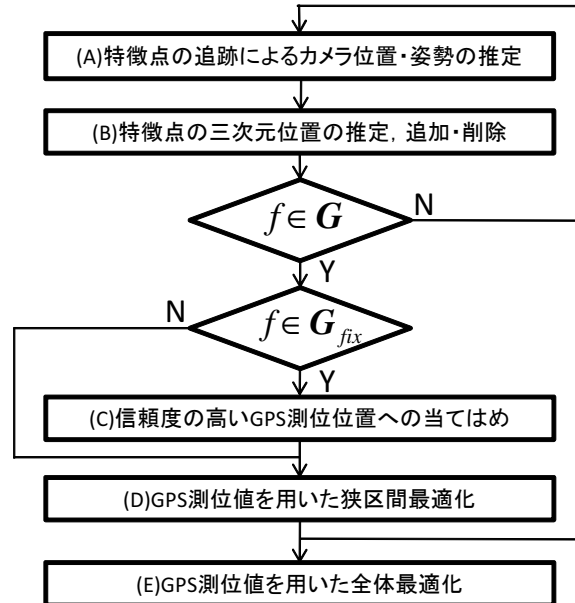 (A)特徴点の追跡によるカメラ位置・姿勢の推定
(B)特徴点の三次元位置の推定，追加・削除
f ∈ G
N
Y
N
f ∈ G_fix
Y
(C)信頼度の高いGPS測位位置への当てはめ
(D)GPS測位値を用いた狭区間最適化
(E)GPS測位値を用いた全体最適化